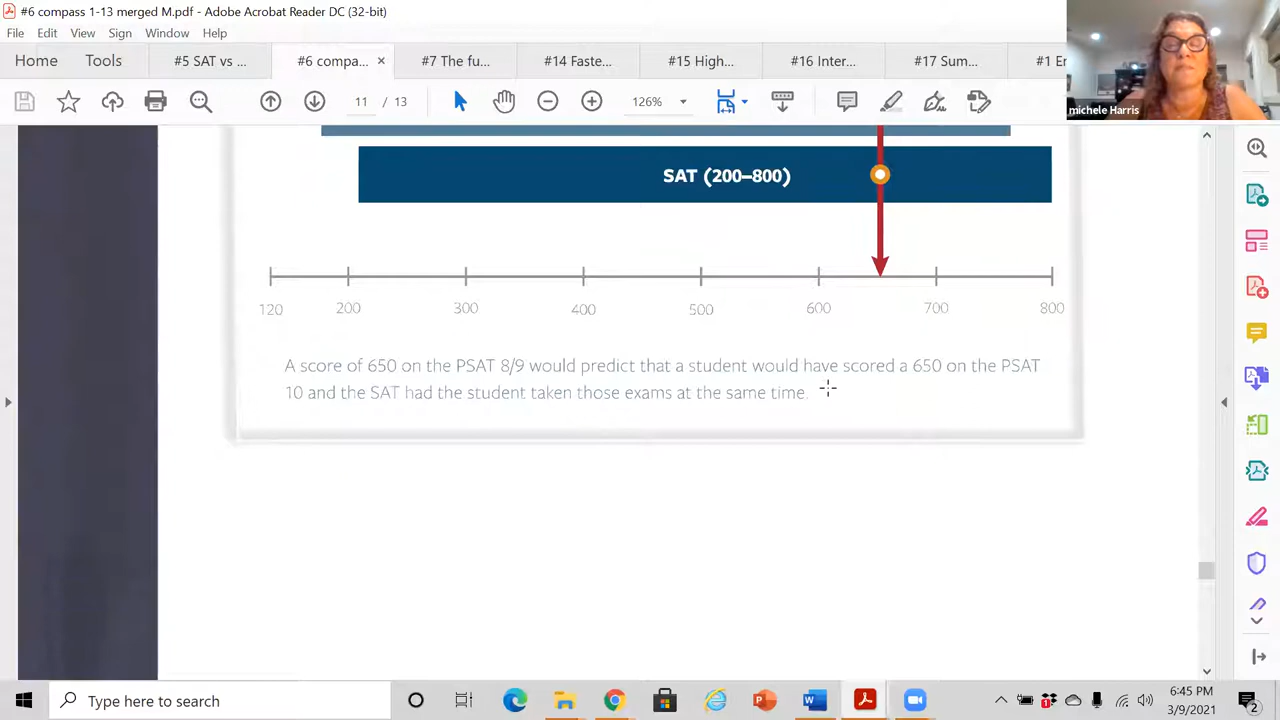 #6 compass 1-13 merged M.pdf - Adobe Acrobat Reader DC (32-bit)
File Edit View Sign Window Help
Home Tools #5 SAT vs ... #6 compa... × #7 The fu... #14 Faste... #15 High... #16 Inter... #17 Sum... #1 Er
11 / 13 126%
michele Harris
SAT (200–800)
120 200 300 400 500 600 700 800
A score of 650 on the PSAT 8/9 would predict that a student would have scored a 650 on the PSAT
10 and the SAT had the student taken those exams at the same time.
Type here to search
6:45 PM
3/9/2021
2